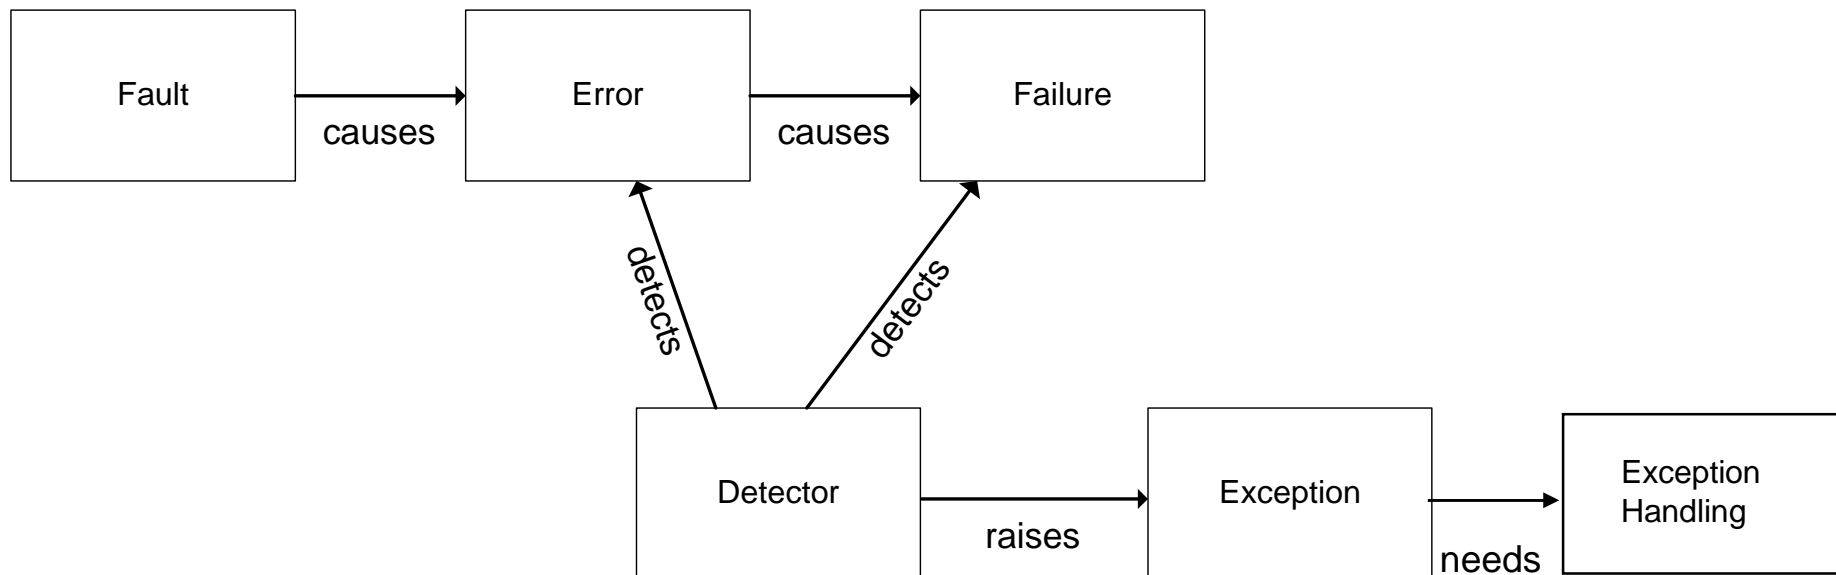 Fault
causes
Error
causes
Failure
detects
detects
Detector
raises
Exception
needs
Exception
Handling